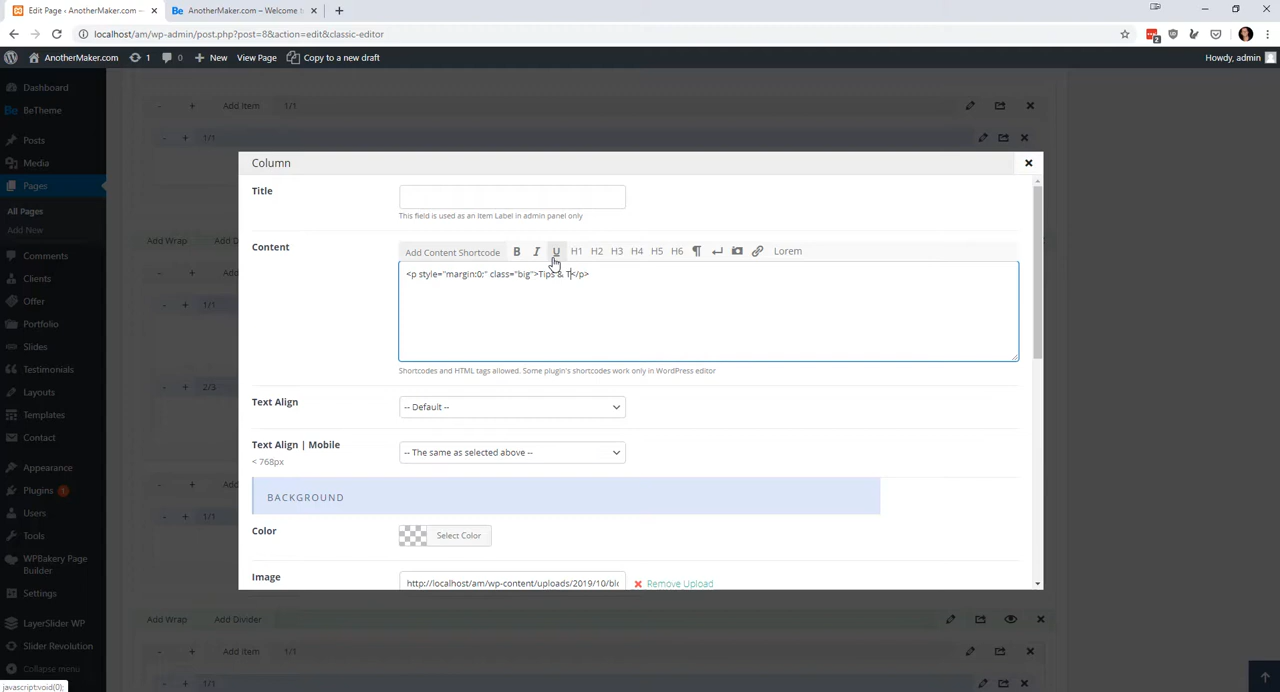 Edit Page ‹ AnotherMaker.com —
AnotherMaker.com – Welcome t
localhost/am/wp-admin/post.php?post=8&action=edit&classic-editor
2
AnotherMaker.com
1
0
New
View Page
Copy to a new draft
Howdy, admin
Dashboard
BeTheme
Posts
Media
Pages
All Pages
Add New
Comments
Clients
Offer
Portfolio
Slides
Testimonials
Layouts
Templates
Contact
Appearance
Plugins 1
Users
Tools
WPBakery Page
Builder
Settings
LayerSlider WP
Slider Revolution
Collapse menu
javascript:void(0);
- + Add Item 1/1
- + 1/1
Add Wrap Add D
1/1
2/3
Add
1/1
Column
Title
This field is used as an Item Label in admin panel only
Content
Add Content Shortcode B I U H1 H2 H3 H4 H5 H6 Lorem
<p style="margin:0;" class="big">Tips & T</p>
Shortcodes and HTML tags allowed. Some plugin's shortcodes work only in WordPress editor
Text Align
-- Default --
Text Align | Mobile
< 768px
-- The same as selected above --
BACKGROUND
Color
Select Color
Image
http://localhost/am/wp-content/uploads/2019/10/blo
Remove Upload
Add Wrap Add Divider
- + Add Item 1/1
- + 1/1